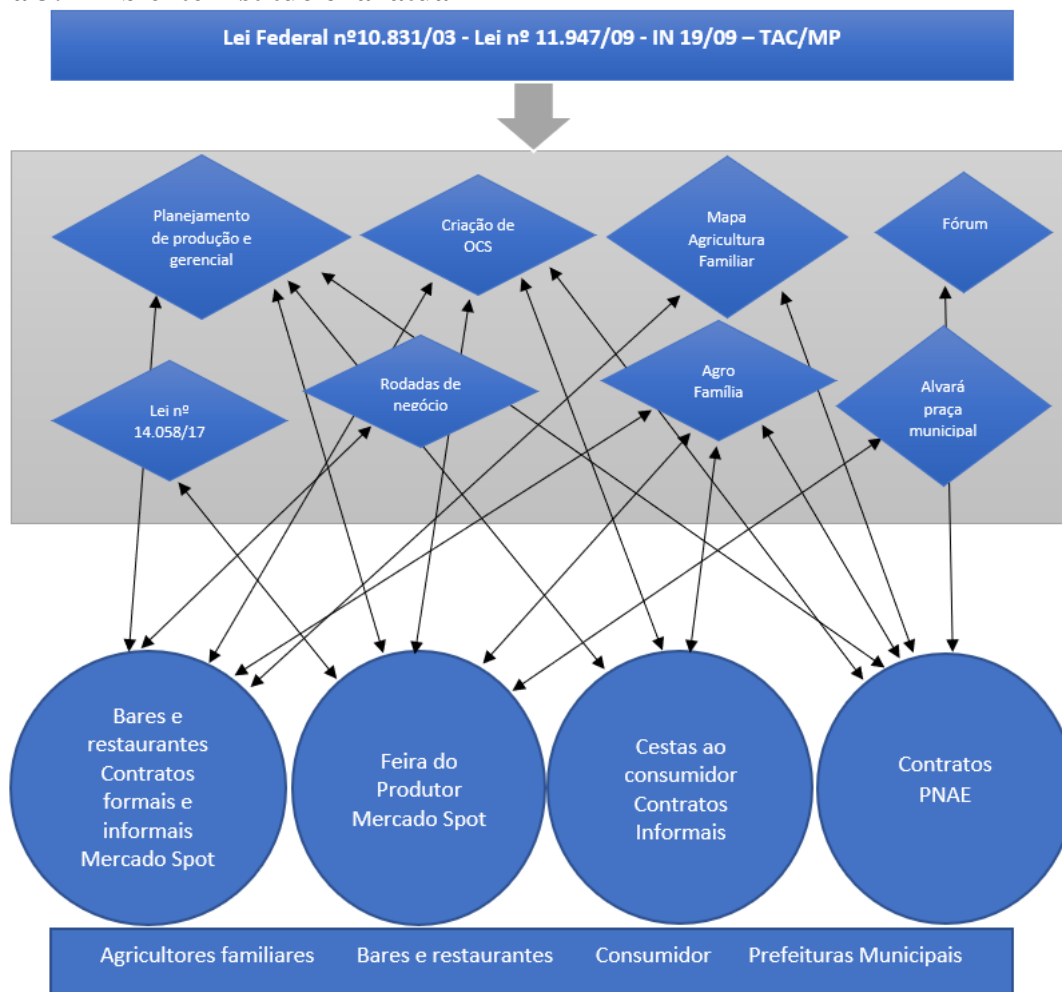 Lei Federal nº10.831/03 - Lei nº 11.947/09 - IN 19/09 – TAC/MP
Planejamento
de produção e
gerencial
Criação de
OCS
Mapa
Agricultura
Familiar
Fórum
Lei nº
14.058/17
Rodadas de
negócio
Agro
Família
Alvará
praça
municipal
Bares e
restaurantes
Contratos
formais e
informais
Mercado Spot
Feira do
Produtor
Mercado Spot
Cestas ao
consumidor
Contratos
Informais
Contratos
PNAE
Agricultores familiares Bares e restaurantes Consumidor Prefeituras Municipais